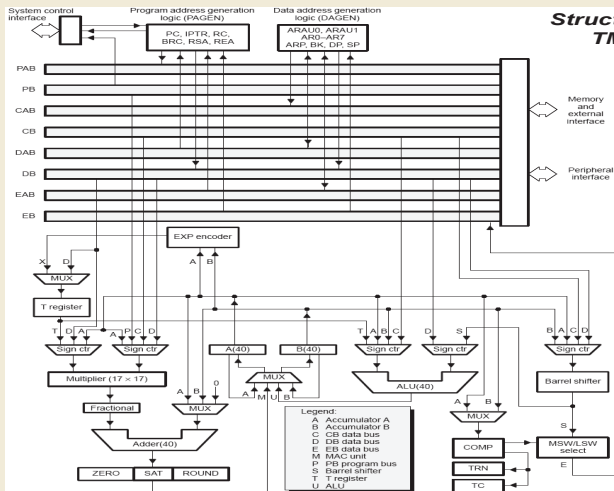 System control
interface
Program address generation
logic (PAGEN)
Data address generation
logic (DAGEN)
Struct
TM
PC, IPTR, RC,
BRC, RSA, REA
ARAU0, ARAU1
AR0–AR7
ARP, BK, DP, SP
PAB
PB
CAB
CB
DAB
DB
EAB
EB
Memory
and
external
interface
Peripheral
interface
EXP encoder
X D
A B
MUX
T register
T D A
A P C D
T A B C
D
S
B A C D
Sign ctr
Sign ctr
Sign ctr
Sign ctr
Sign ctr
A(40)
B(40)
Multiplier (17 × 17)
MUX
ALU(40)
Barrel shifter
A B 0
A M U B
Fractional
MUX
A B
MUX
S
Adder(40)
COMP
MSW/LSW
select
E
ZERO SAT ROUND
TRN
TC
Legend:
A Accumulator A
B Accumulator B
C CB data bus
D DB data bus
E EB data bus
M MAC unit
P PB program bus
S Barrel shifter
T T register
U ALU